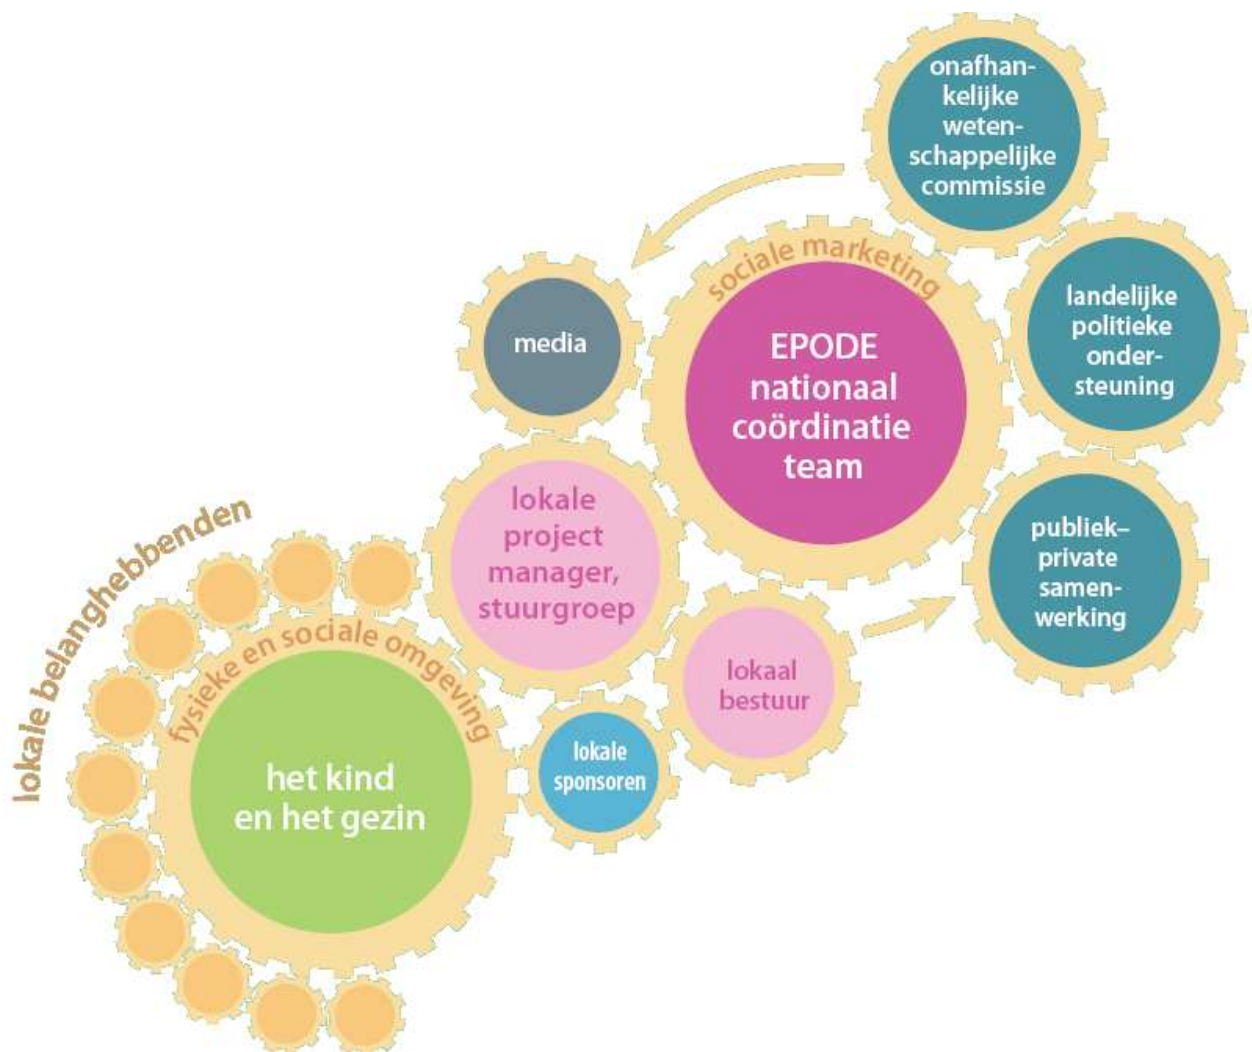 onafhan-
kelijke
weten-
schappelijke
commissie
sociale marketing
landelijke
politieke
onder-
steuning
media
EPODE
nationaal
coördinatie
team
lokale
project
manager,
stuurgroep
publiek–
private
samen-
werking
lokale belanghebbenden
fysieke en sociale omgeving
lokaal
bestuur
lokale
sponsoren
het kind
en het gezin